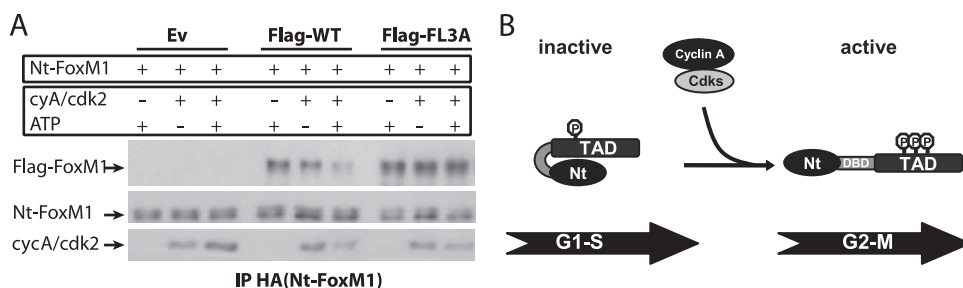 A
Ev Flag-WT Flag-FL3A
Nt-FoxM1 + + + + + + + + +
cyA/cdk2 - + + - + + - + +
ATP + - + + - + + - +
Flag-FoxM1
Nt-FoxM1
cycA/cdk2
IP HA(Nt-FoxM1)
B
inactive
Cyclin A
Cdks
active
P
TAD
Nt
P P P
Nt DBD TAD
G1-S
G2-M